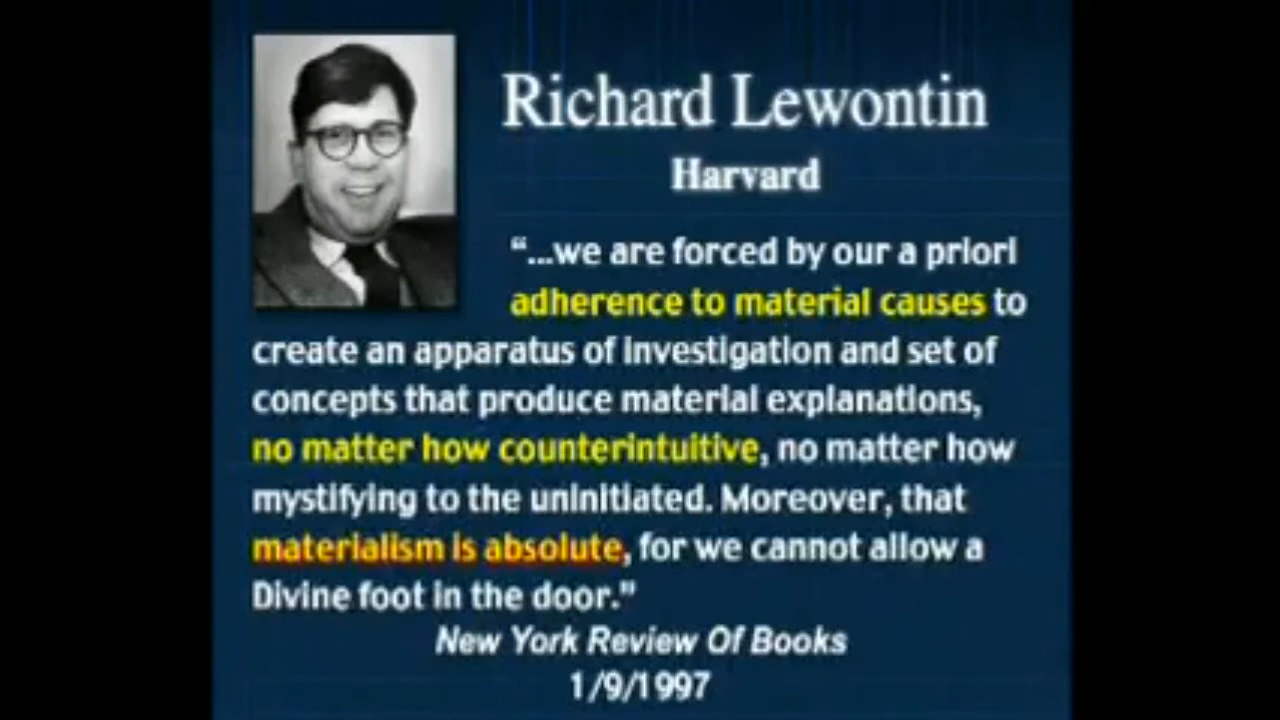 Richard Lewontin
Harvard
“...we are forced by our a priori
adherence to material causes to
create an apparatus of investigation and set of
concepts that produce material explanations,
no matter how counterintuitive, no matter how
mystifying to the uninitiated. Moreover, that
materialism is absolute, for we cannot allow a
Divine foot in the door."
New York Review Of Books
1/9/1997